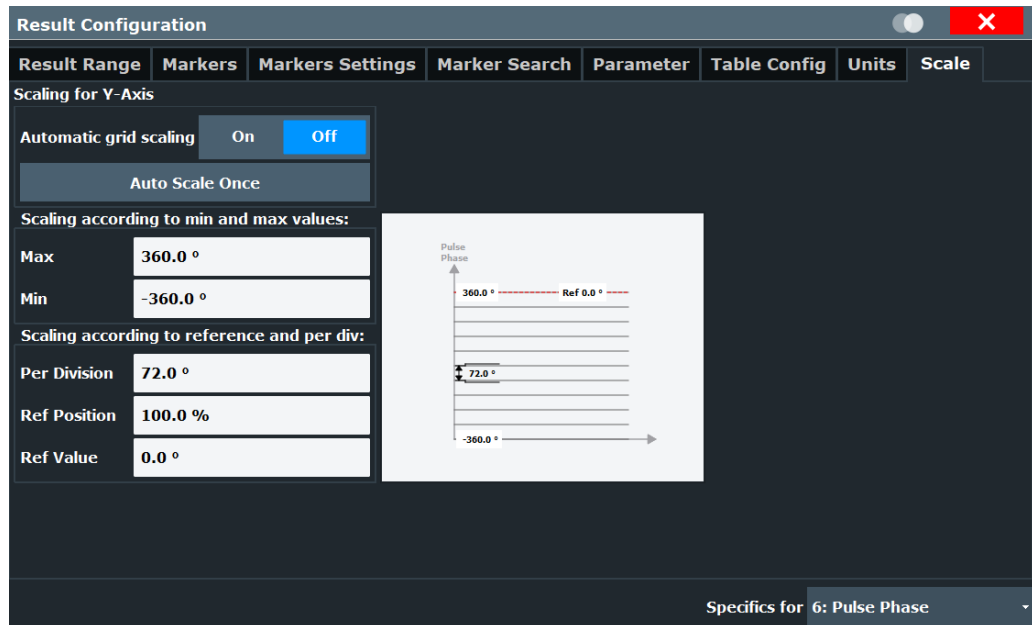 Result Configuration
Result Range Markers Markers Settings Marker Search Parameter Table Config Units Scale
Scaling for Y-Axis
Automatic grid scaling On Off
Auto Scale Once
Scaling according to min and max values:
Max 360.0 º
Min -360.0 º
Scaling according to reference and per div:
Per Division 72.0 º
Ref Position 100.0 %
Ref Value 0.0 º
Pulse
Phase
360.0 º Ref 0.0 º
72.0 º
-360.0 º
Specifics for 6: Pulse Phase